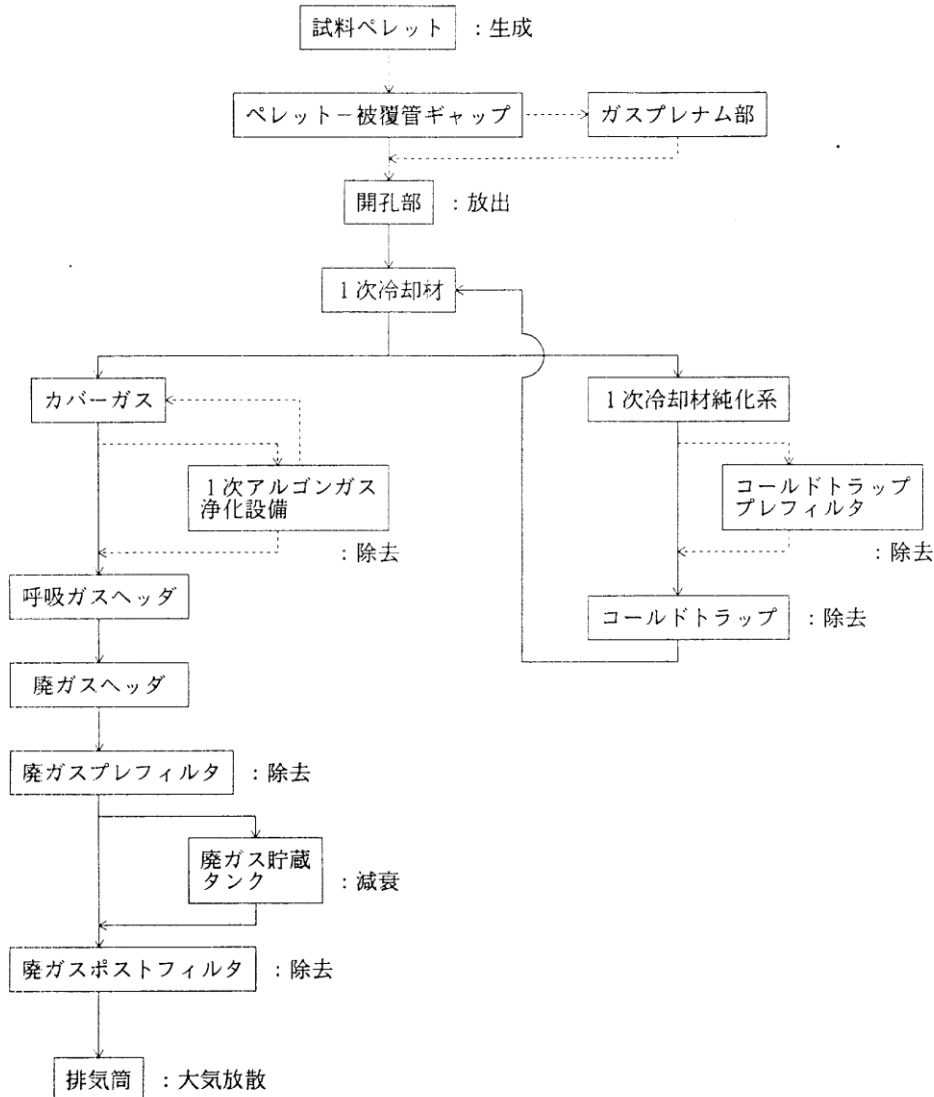 試料ペレット ：生成
ペレット－被覆管ギャップ
ガスプレナム部
開孔部 ：放出
1次冷却材
カバーガス
1次冷却材純化系
1次アルゴンガス
浄化設備
：除去
コールドトラップ
プレフィルタ
：除去
呼吸ガスヘッダ
コールドトラップ ：除去
廃ガスヘッダ
廃ガスプレフィルタ ：除去
廃ガス貯蔵
タンク ：減衰
廃ガスポストフィルタ ：除去
排気筒 ：大気放散